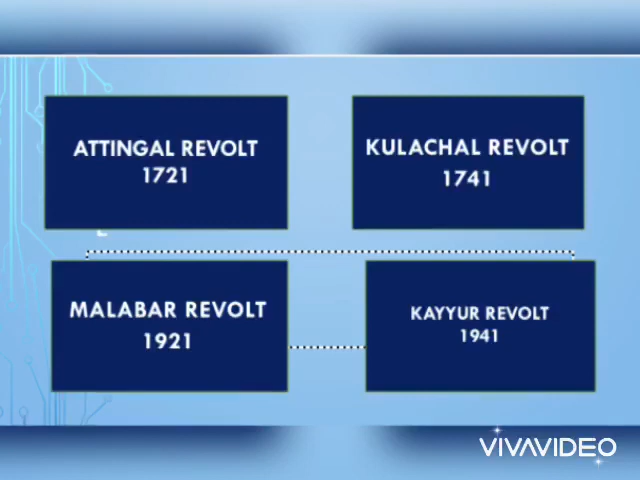 ATTINGAL REVOLT
1721
KULACHAL REVOLT
1741
MALABAR REVOLT
1921
KAYYUR REVOLT
1941
VIVAVIDEO